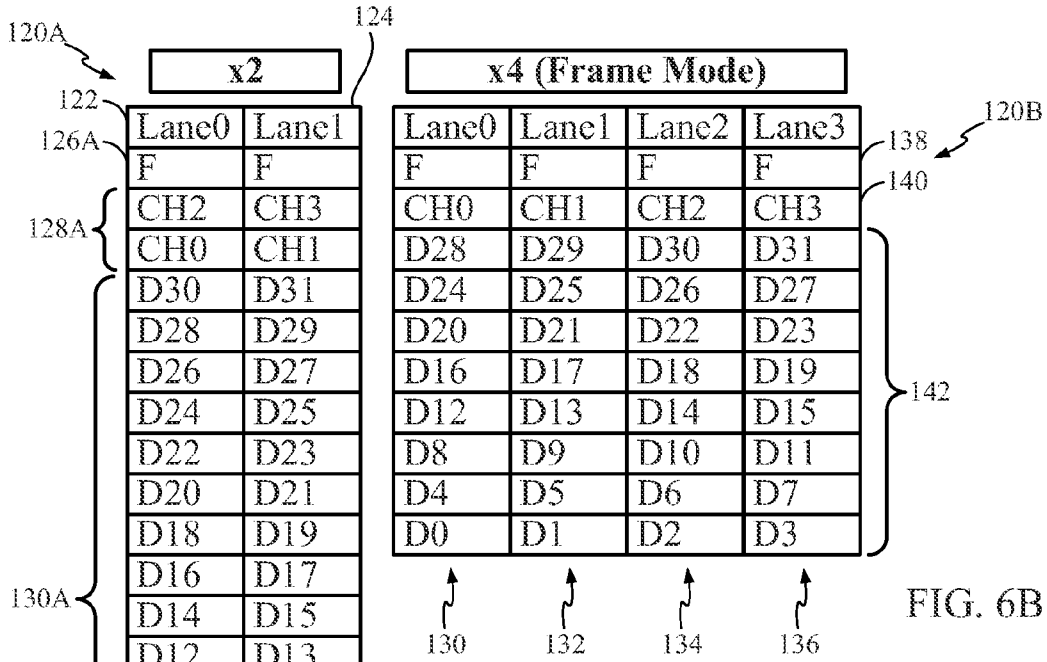 124
120A
x2
x4 (Frame Mode)
122
Lane0 Lane1 Lane0 Lane1 Lane2 Lane3
120B
126A
F F F F F F
138
128A
CH2 CH3 CH0 CH1 CH2 CH3
140
CH0 CH1 D28 D29 D30 D31
D30 D31 D24 D25 D26 D27
D28 D29 D20 D21 D22 D23
D26 D27 D16 D17 D18 D19
D24 D25 D12 D13 D14 D15
142
D22 D23 D8 D9 D10 D11
D20 D21 D4 D5 D6 D7
D18 D19 D0 D1 D2 D3
D16 D17
130A
D14 D15
130 132 134 136
FIG. 6B
D12 D13